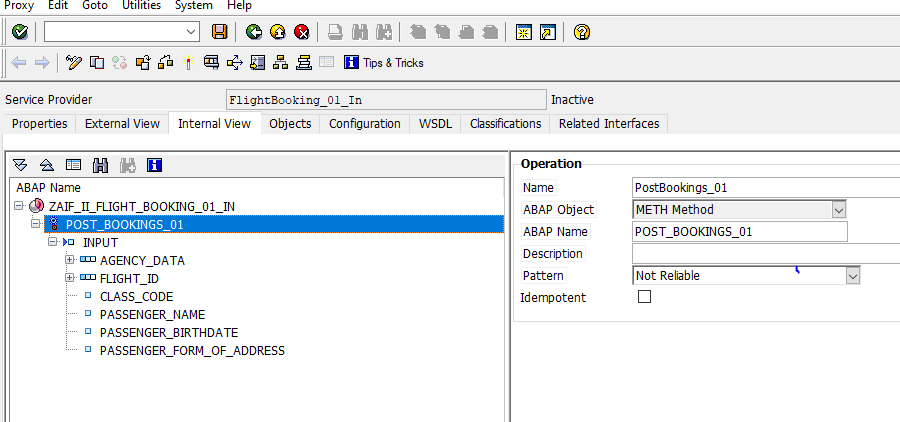 Proxy Edit Goto Utilities System Help
Tips & Tricks
Service Provider FlightBooking_01_In Inactive
Properties External View Internal View Objects Configuration WSDL Classifications Related Interfaces
ABAP Name
ZAIF_II_FLIGHT_BOOKING_01_IN
POST_BOOKINGS_01
INPUT
AGENCY_DATA
FLIGHT_ID
CLASS_CODE
PASSENGER_NAME
PASSENGER_BIRTHDATE
PASSENGER_FORM_OF_ADDRESS
Operation
Name PostBookings_01
ABAP Object METH Method
ABAP Name POST_BOOKINGS_01
Description
Pattern Not Reliable
Idempotent